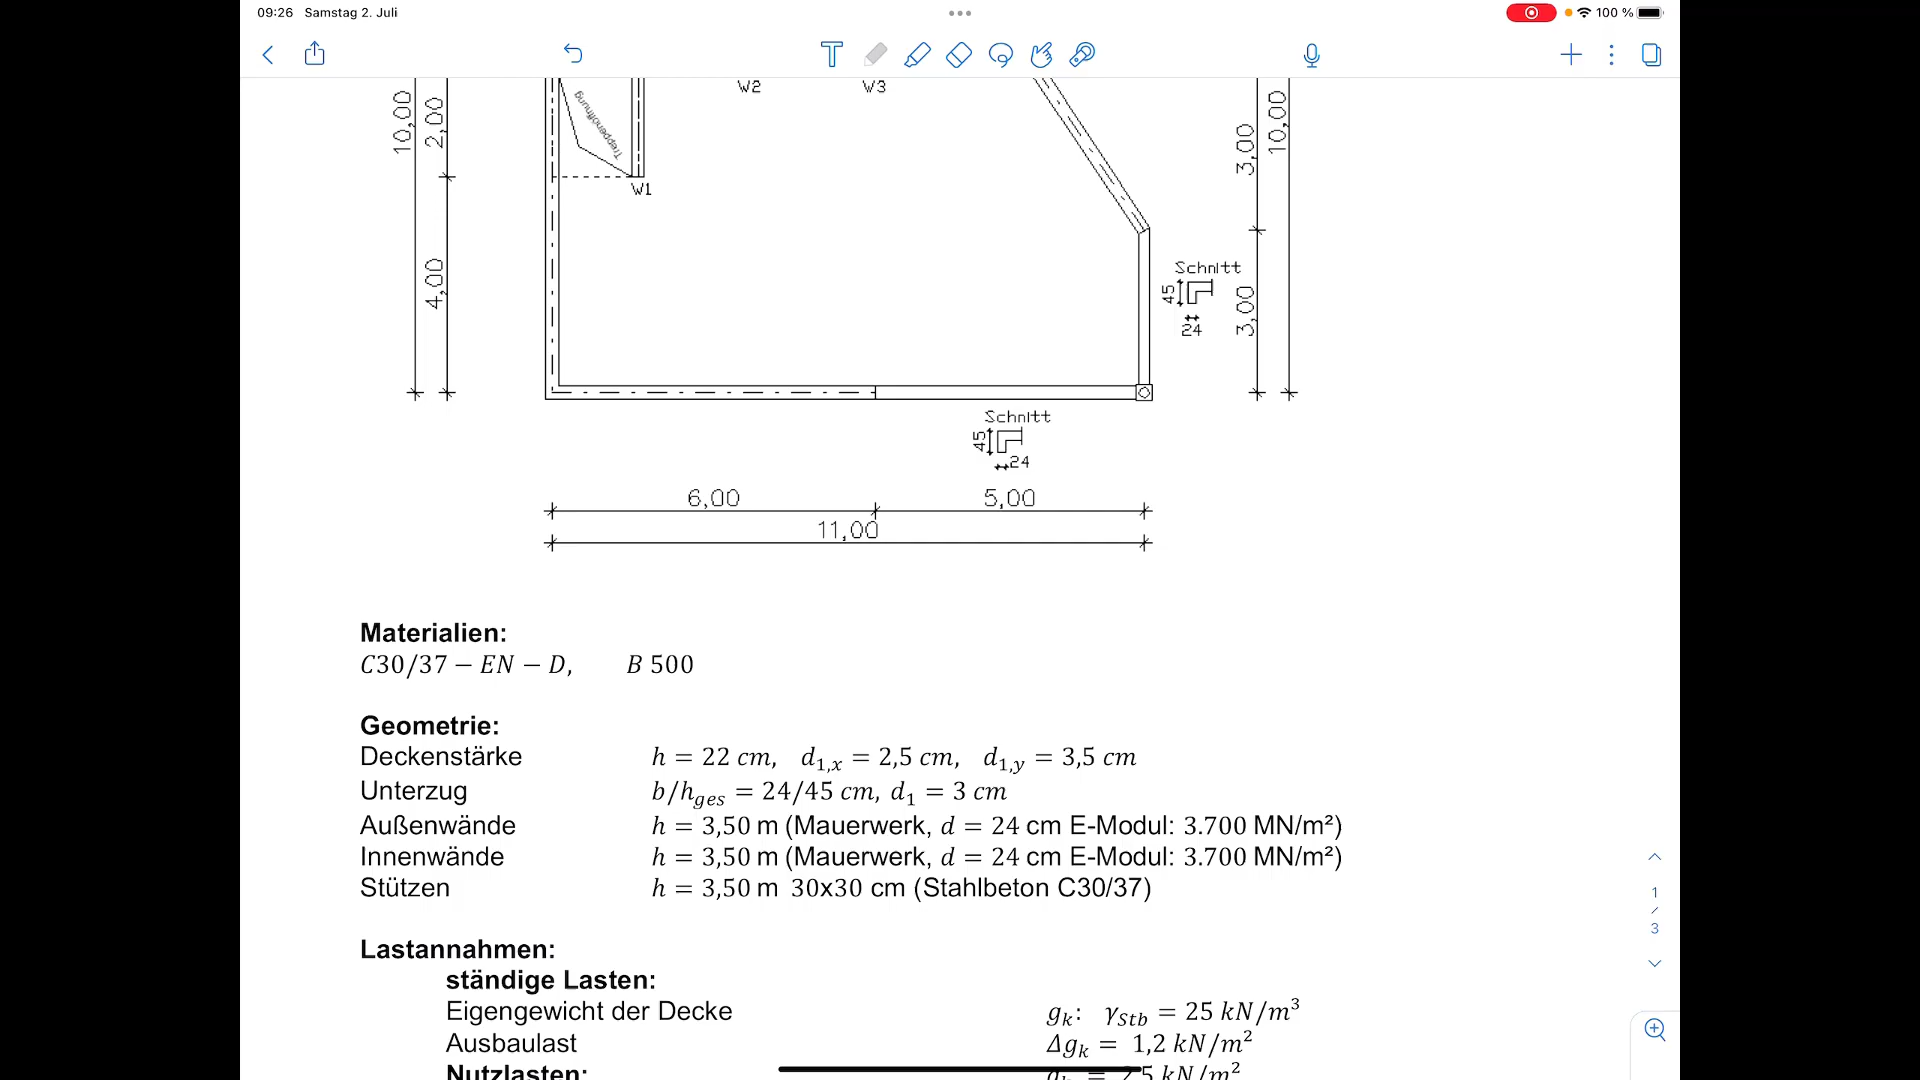 09:26 Samstag 2. Juli
100 %
W2
W3
10,00
2,00
Treppenöffnung
3,00
10,00
W1
4,00
Schnitt
45
24
3,00
Schnitt
45
24
6,00
5,00
11,00
Materialien:
C30/37 − EN − D, B 500
Geometrie:
Deckenstärke h = 22 cm, d1,x = 2,5 cm, d1,y = 3,5 cm
Unterzug b/hges = 24/45 cm, d1 = 3 cm
Außenwände h = 3,50 m (Mauerwerk, d = 24 cm E-Modul: 3.700 MN/m²)
Innenwände h = 3,50 m (Mauerwerk, d = 24 cm E-Modul: 3.700 MN/m²)
Stützen h = 3,50 m 30x30 cm (Stahlbeton C30/37)
1
/
3
Lastannahmen:
ständige Lasten:
Eigengewicht der Decke gk: γStb = 25 kN/m³
Ausbaulast Δgk = 1,2 kN/m²
Nutzlasten: = 2,5 kN/m²